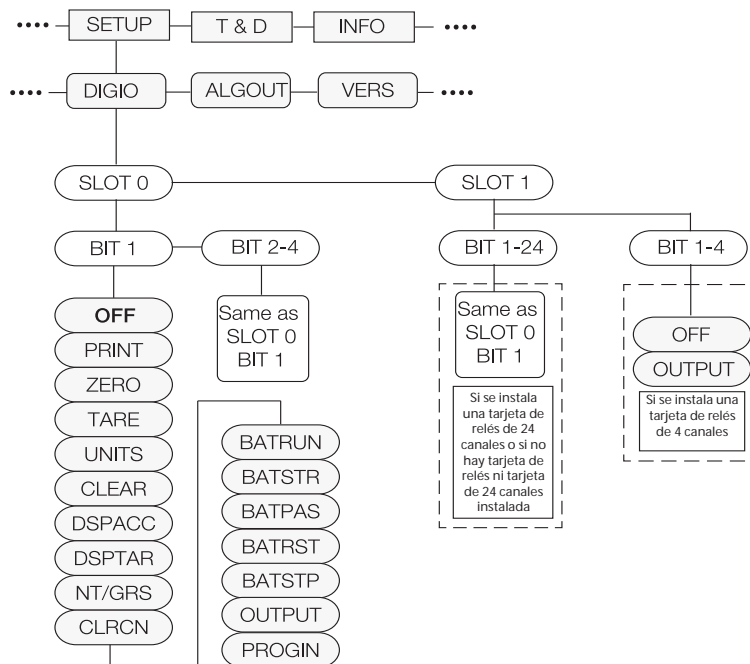 •••• SETUP T & D INFO ••••
•••• DIGIO ALGOUT VERS ••••
SLOT 0 SLOT 1
BIT 1 BIT 2-4 BIT 1-24 BIT 1-4
OFF
PRINT
ZERO
TARE
UNITS
CLEAR
DSPACC
DSPTAR
NT/GRS
CLRCN
Same as
SLOT 0
BIT 1
BATRUN
BATSTR
BATPAS
BATRST
BATSTP
OUTPUT
PROGIN
Same as
SLOT 0
BIT 1
Si se instala
una tarjeta de
relés de 24
canales o si no
hay tarjeta de
relés ni tarjeta
de 24 canales
instalada
OFF
OUTPUT
Si se instala una
tarjeta de relés
de 4 canales